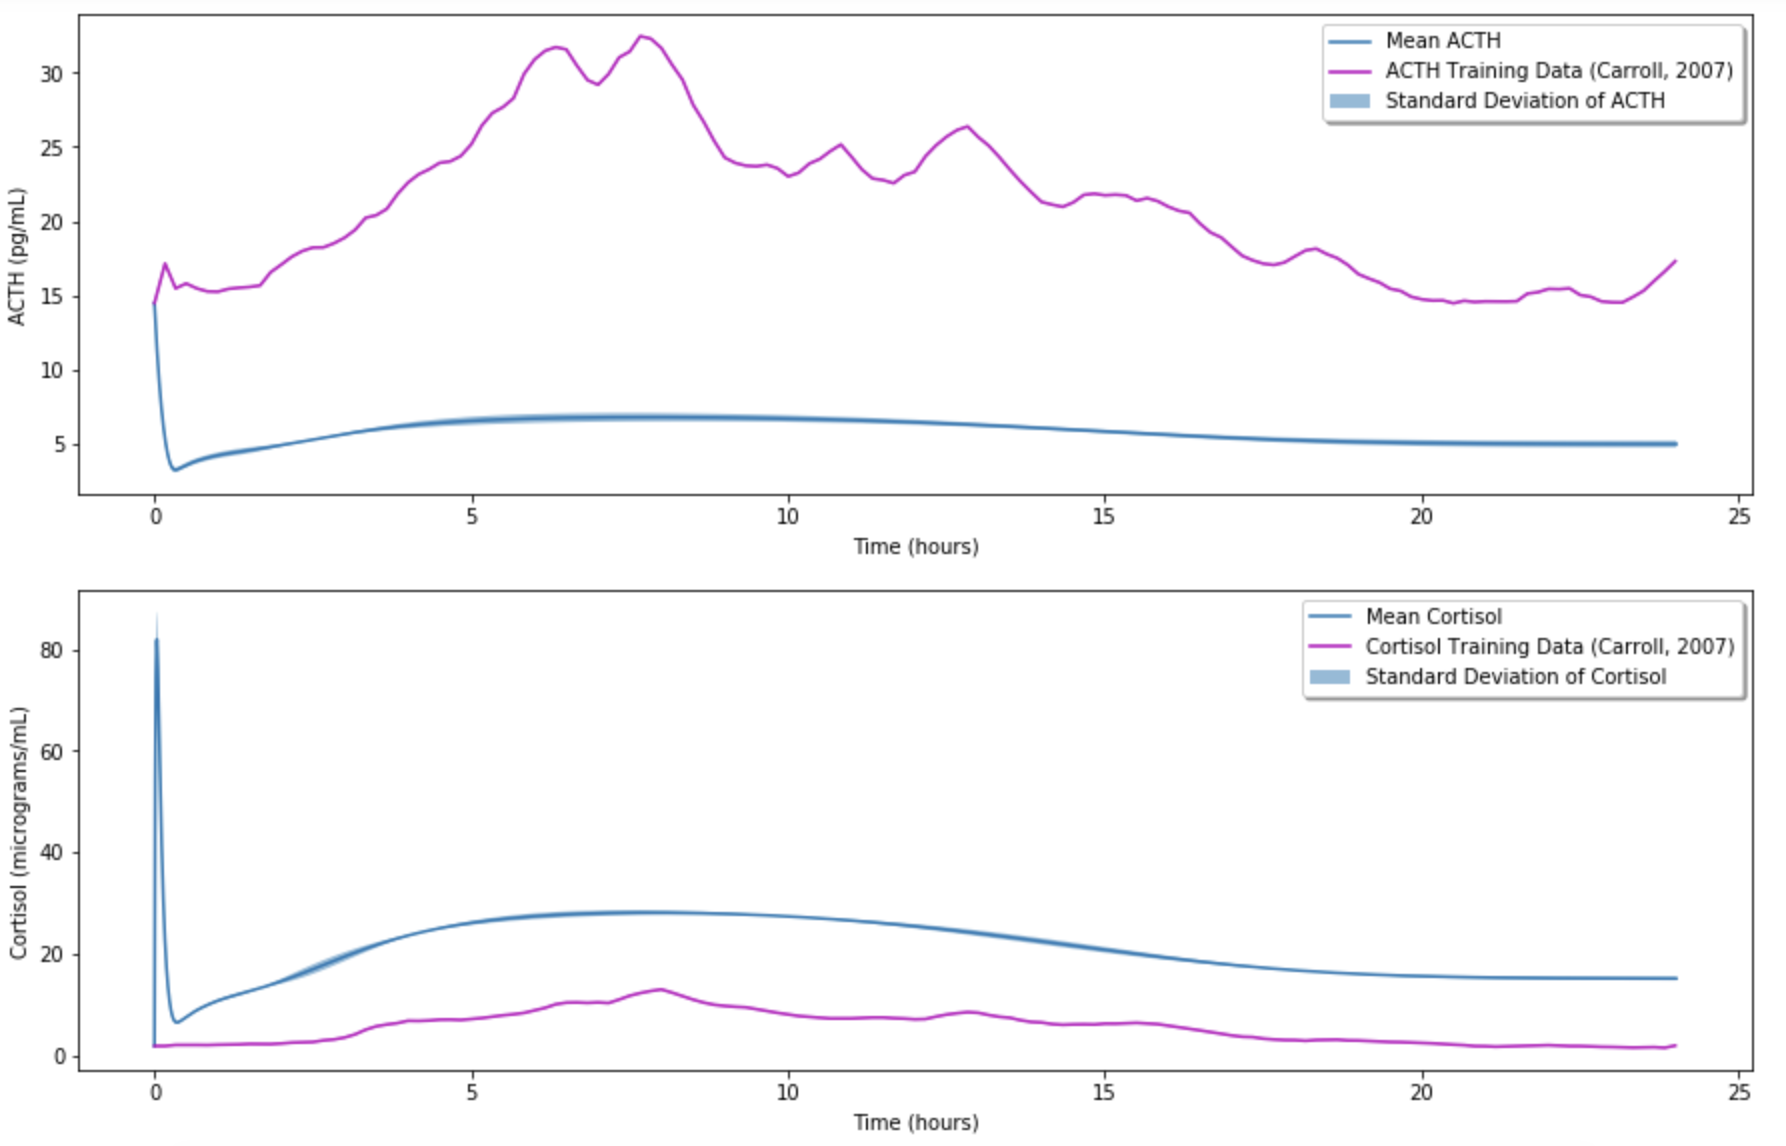 Mean ACTH
ACTH Training Data (Carroll, 2007)
Standard Deviation of ACTH
30
25
20
15
10
5
ACTH (pg/mL)
0 5 10 15 20 25
Time (hours)
Mean Cortisol
Cortisol Training Data (Carroll, 2007)
Standard Deviation of Cortisol
80
60
40
20
0
Cortisol (micrograms/mL)
0 5 10 15 20 25
Time (hours)